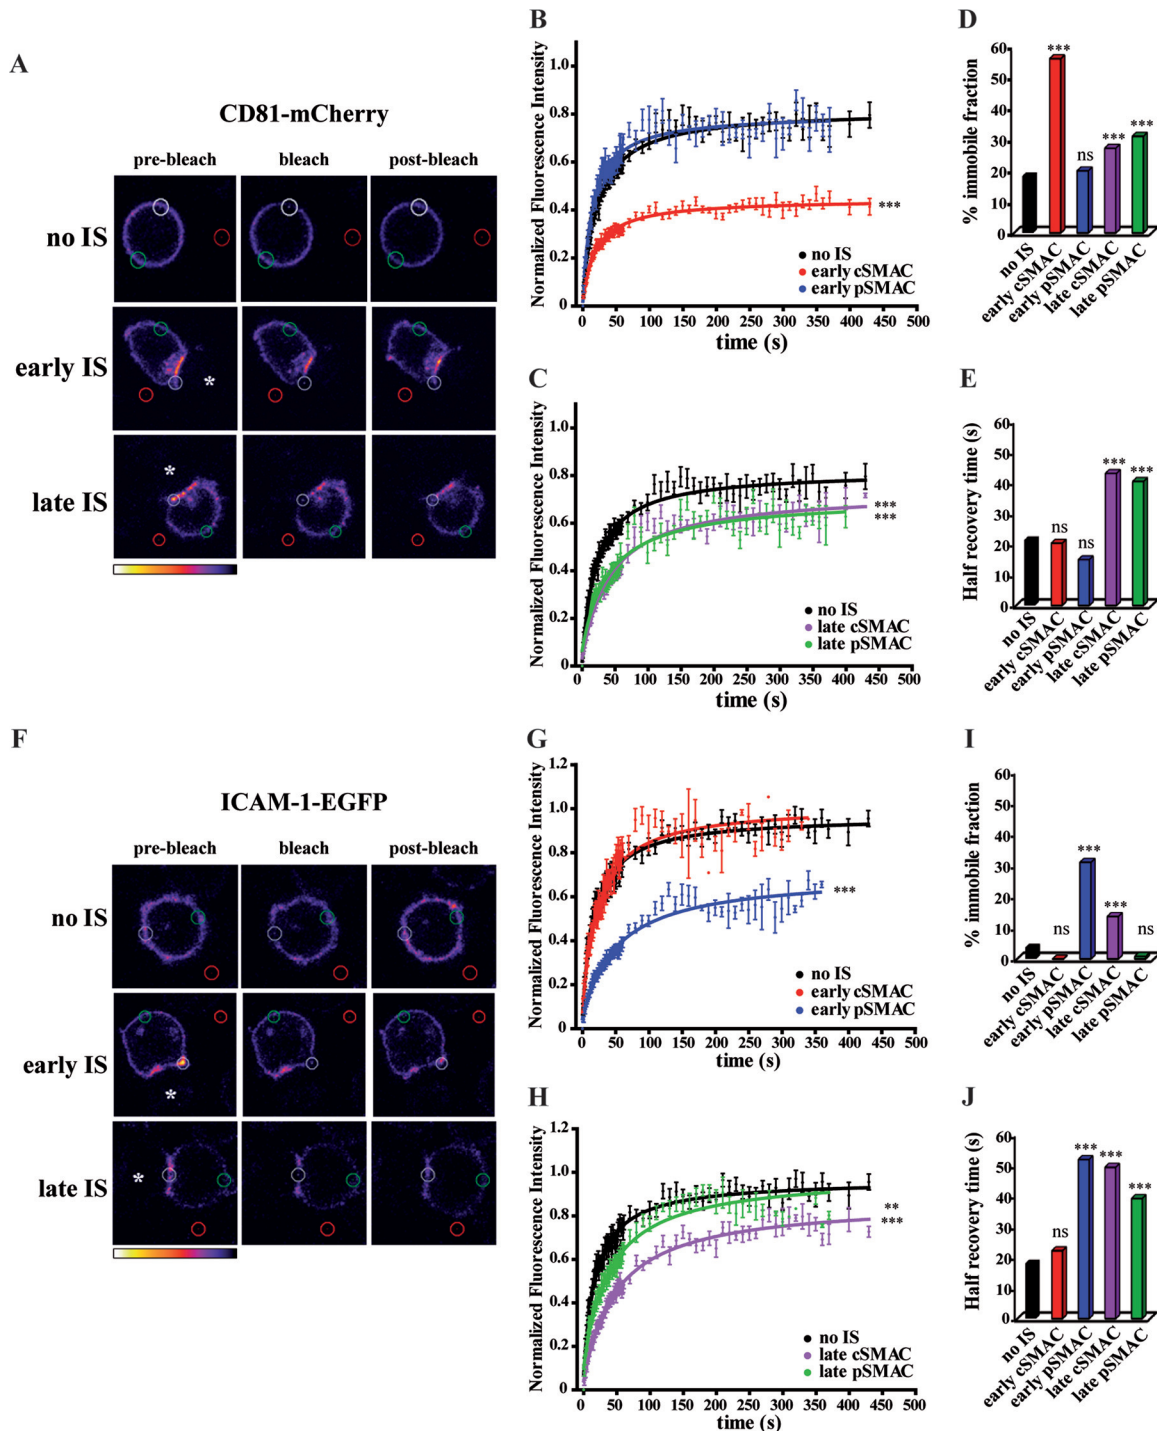 A
CD81-mCherry
pre-bleach bleach post-bleach
no IS
early IS
*
late IS
*
B
Normalized Fluorescence Intensity
1.0
0.8
0.6
0.4
0.2
0
***
no IS
early cSMAC
early pSMAC
0 50 100 150 200 250 300 350 400 450 500
time (s)
C
Normalized Fluorescence Intensity
1.0
0.8
0.6
0.4
0.2
0
***
***
no IS
late cSMAC
late pSMAC
0 50 100 150 200 250 300 350 400 450 500
time (s)
D
% immobile fraction
60
50
40
30
20
10
0
*** ns *** ***
no IS
early cSMAC
early pSMAC
late cSMAC
late pSMAC
E
Half recovery time (s)
60
50
40
30
20
10
0
ns ns *** ***
no IS
early cSMAC
early pSMAC
late cSMAC
late pSMAC
F
ICAM-1-EGFP
pre-bleach bleach post-bleach
no IS
early IS
*
late IS
*
G
Normalized Fluorescence Intensity
1.2
1.0
0.8
0.6
0.4
0.2
0
***
no IS
early cSMAC
early pSMAC
0 50 100 150 200 250 300 350 400 450 500
time (s)
H
Normalized Fluorescence Intensity
1.2
1.0
0.8
0.6
0.4
0.2
0
**
***
no IS
late cSMAC
late pSMAC
0 50 100 150 200 250 300 350 400 450 500
time (s)
I
% immobile fraction
60
50
40
30
20
10
0
ns *** *** ns
no IS
early cSMAC
early pSMAC
late cSMAC
late pSMAC
J
Half recovery time (s)
60
50
40
30
20
10
0
ns *** *** ***
no IS
early cSMAC
early pSMAC
late cSMAC
late pSMAC